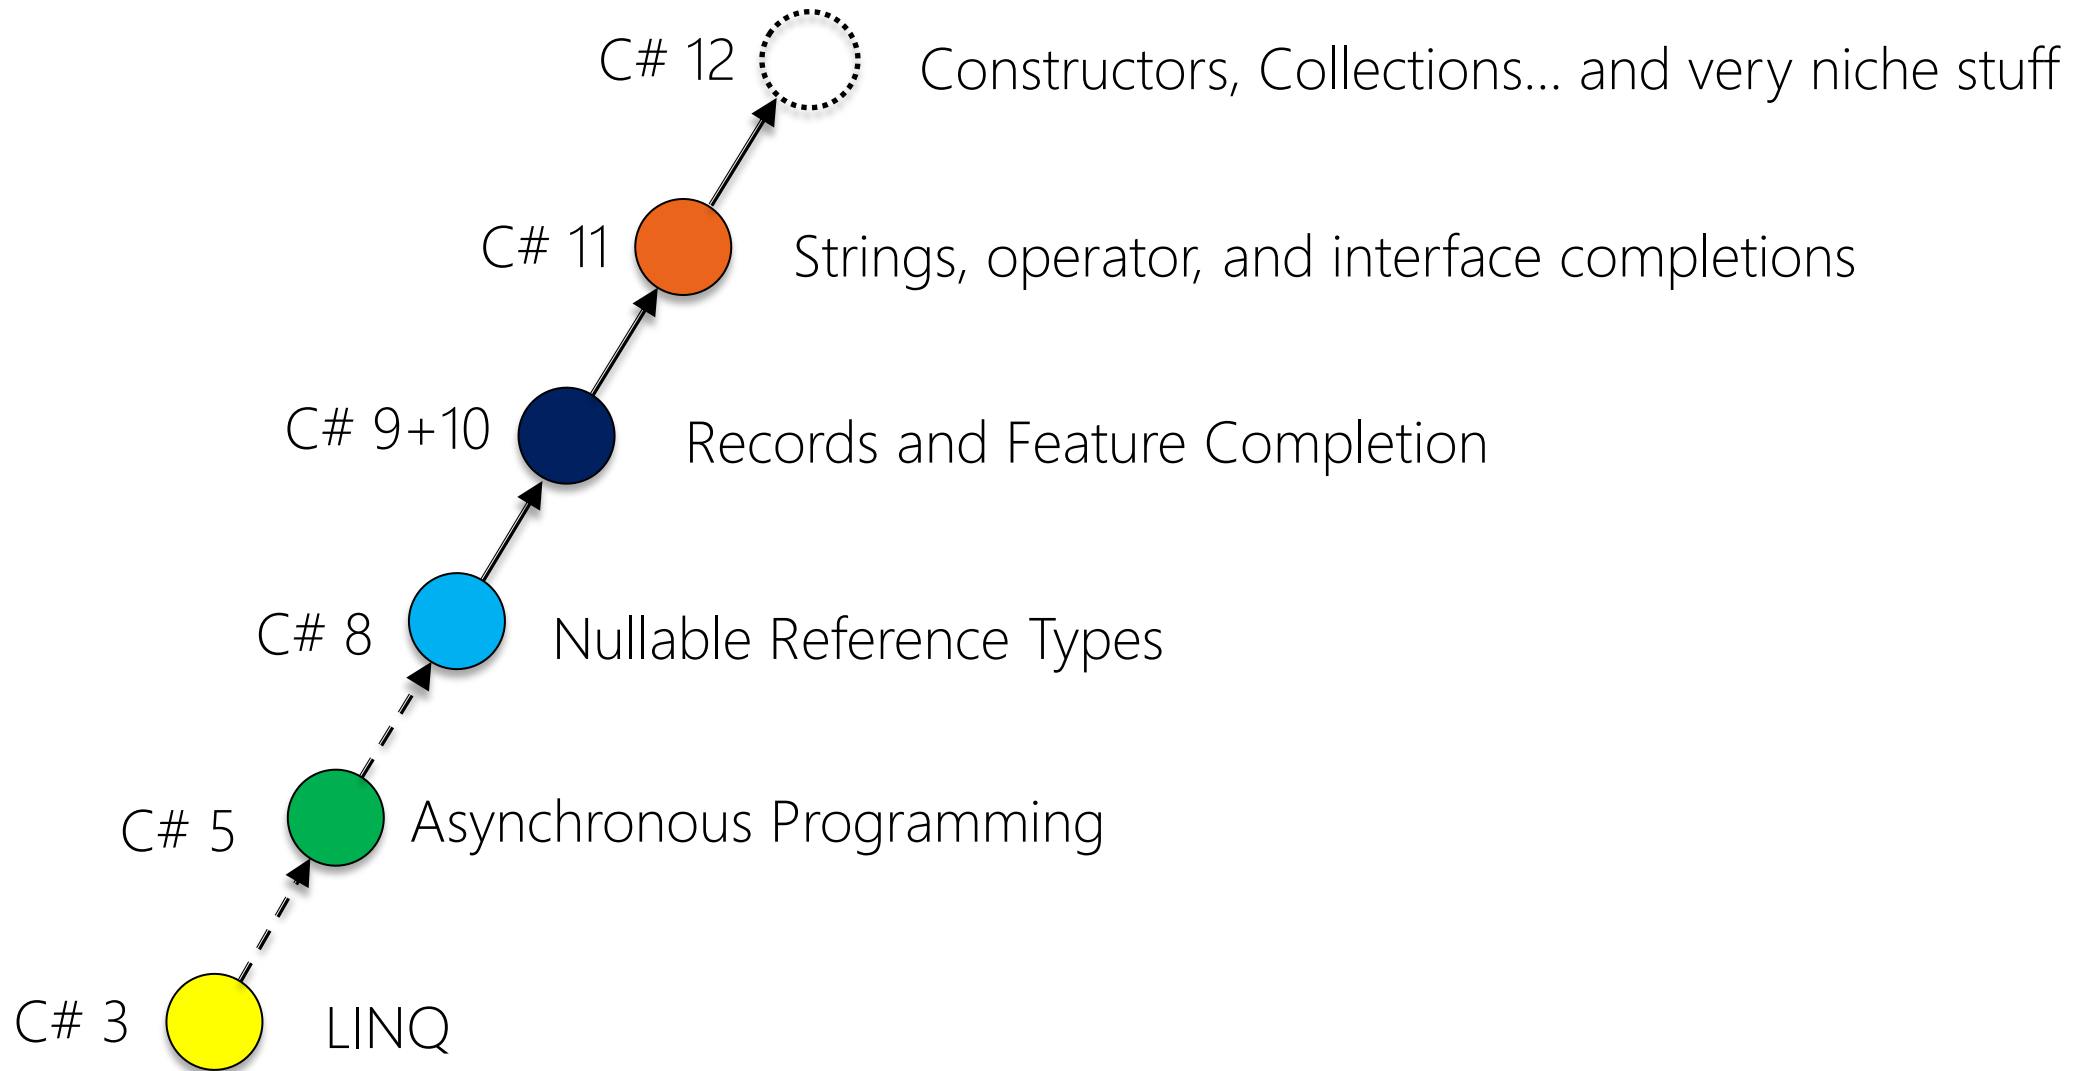 C# 12
Constructors, Collections... and very niche stuff
C# 11
Strings, operator, and interface completions
C# 9+10
Records and Feature Completion
C# 8
Nullable Reference Types
C# 5
Asynchronous Programming
C# 3
LINQ